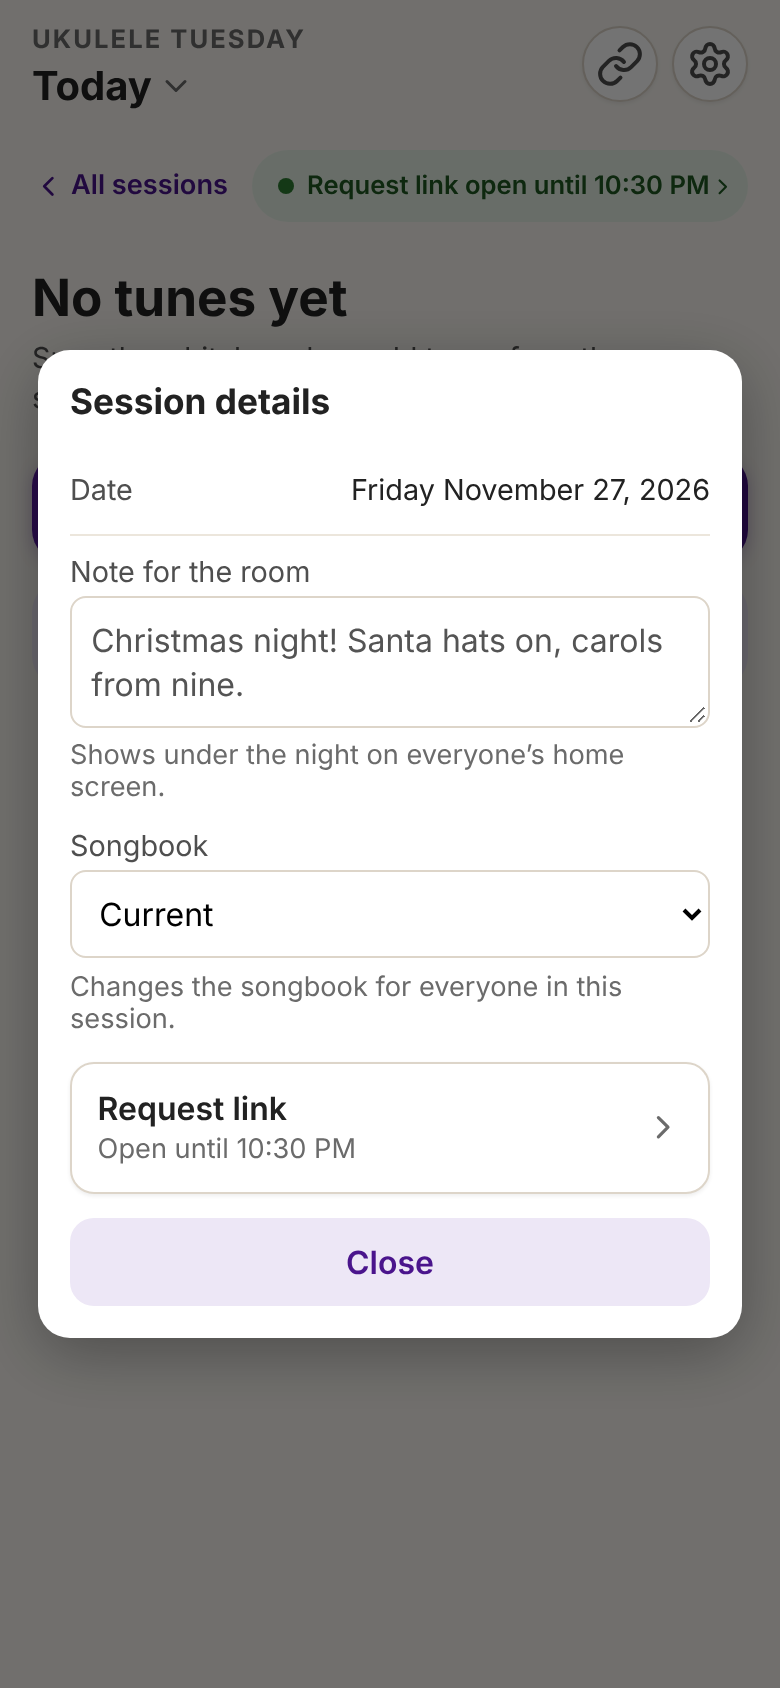 UKULELE TUESDAY
Today
All sessions
Request link open until 10:30 PM
No tunes yet
Session details
Date
Friday November 27, 2026
Note for the room
Christmas night! Santa hats on, carols
from nine.
Shows under the night on everyone’s home
screen.
Songbook
Current
Changes the songbook for everyone in this
session.
Request link
Open until 10:30 PM
Close